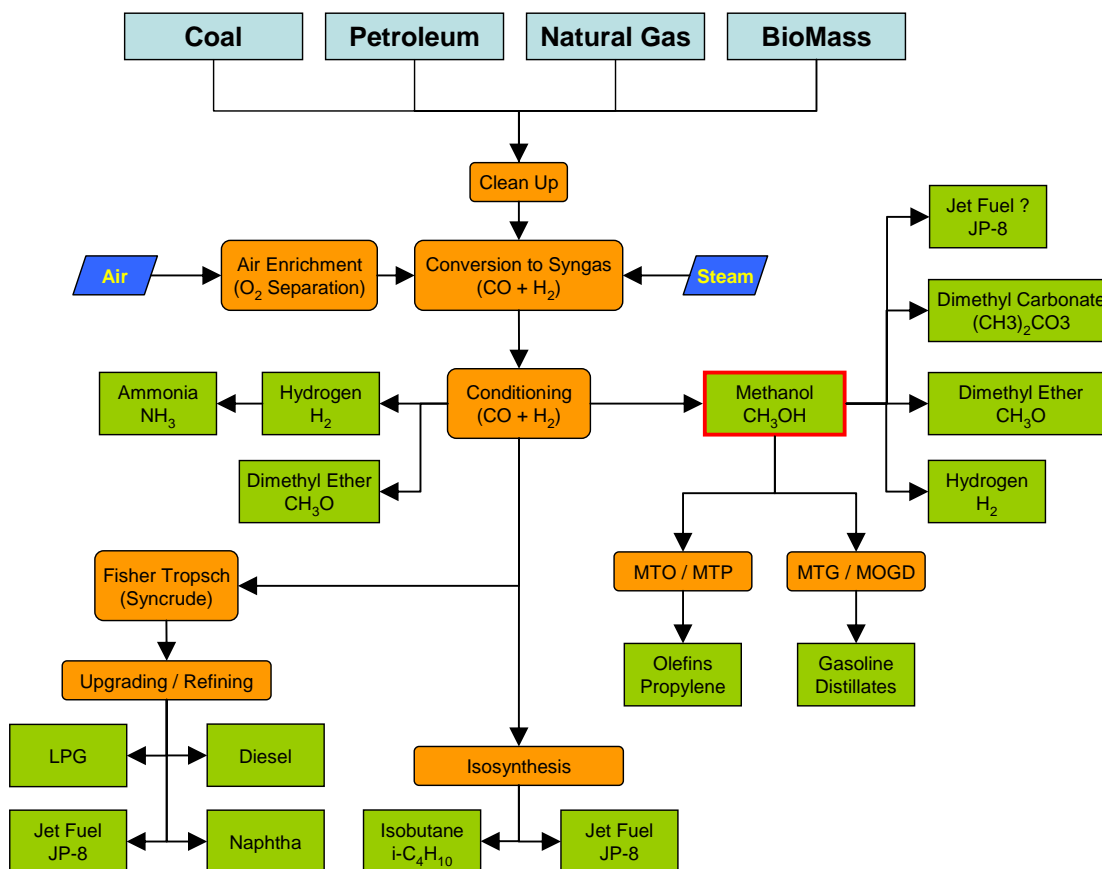 Coal
Petroleum
Natural Gas
BioMass
Clean Up
Jet Fuel ?
JP-8
Air
Air Enrichment
(O₂ Separation)
Conversion to Syngas
(CO + H₂)
Steam
Dimethyl Carbonate
(CH3)₂CO3
Ammonia
NH₃
Hydrogen
H₂
Conditioning
(CO + H₂)
Methanol
CH₃OH
Dimethyl Ether
CH₃O
Dimethyl Ether
CH₃O
Hydrogen
H₂
Fisher Tropsch
(Syncrude)
MTO / MTP
MTG / MOGD
Upgrading / Refining
Olefins
Propylene
Gasoline
Distillates
LPG
Diesel
Isosynthesis
Jet Fuel
JP-8
Naphtha
Isobutane
i-C₄H₁₀
Jet Fuel
JP-8